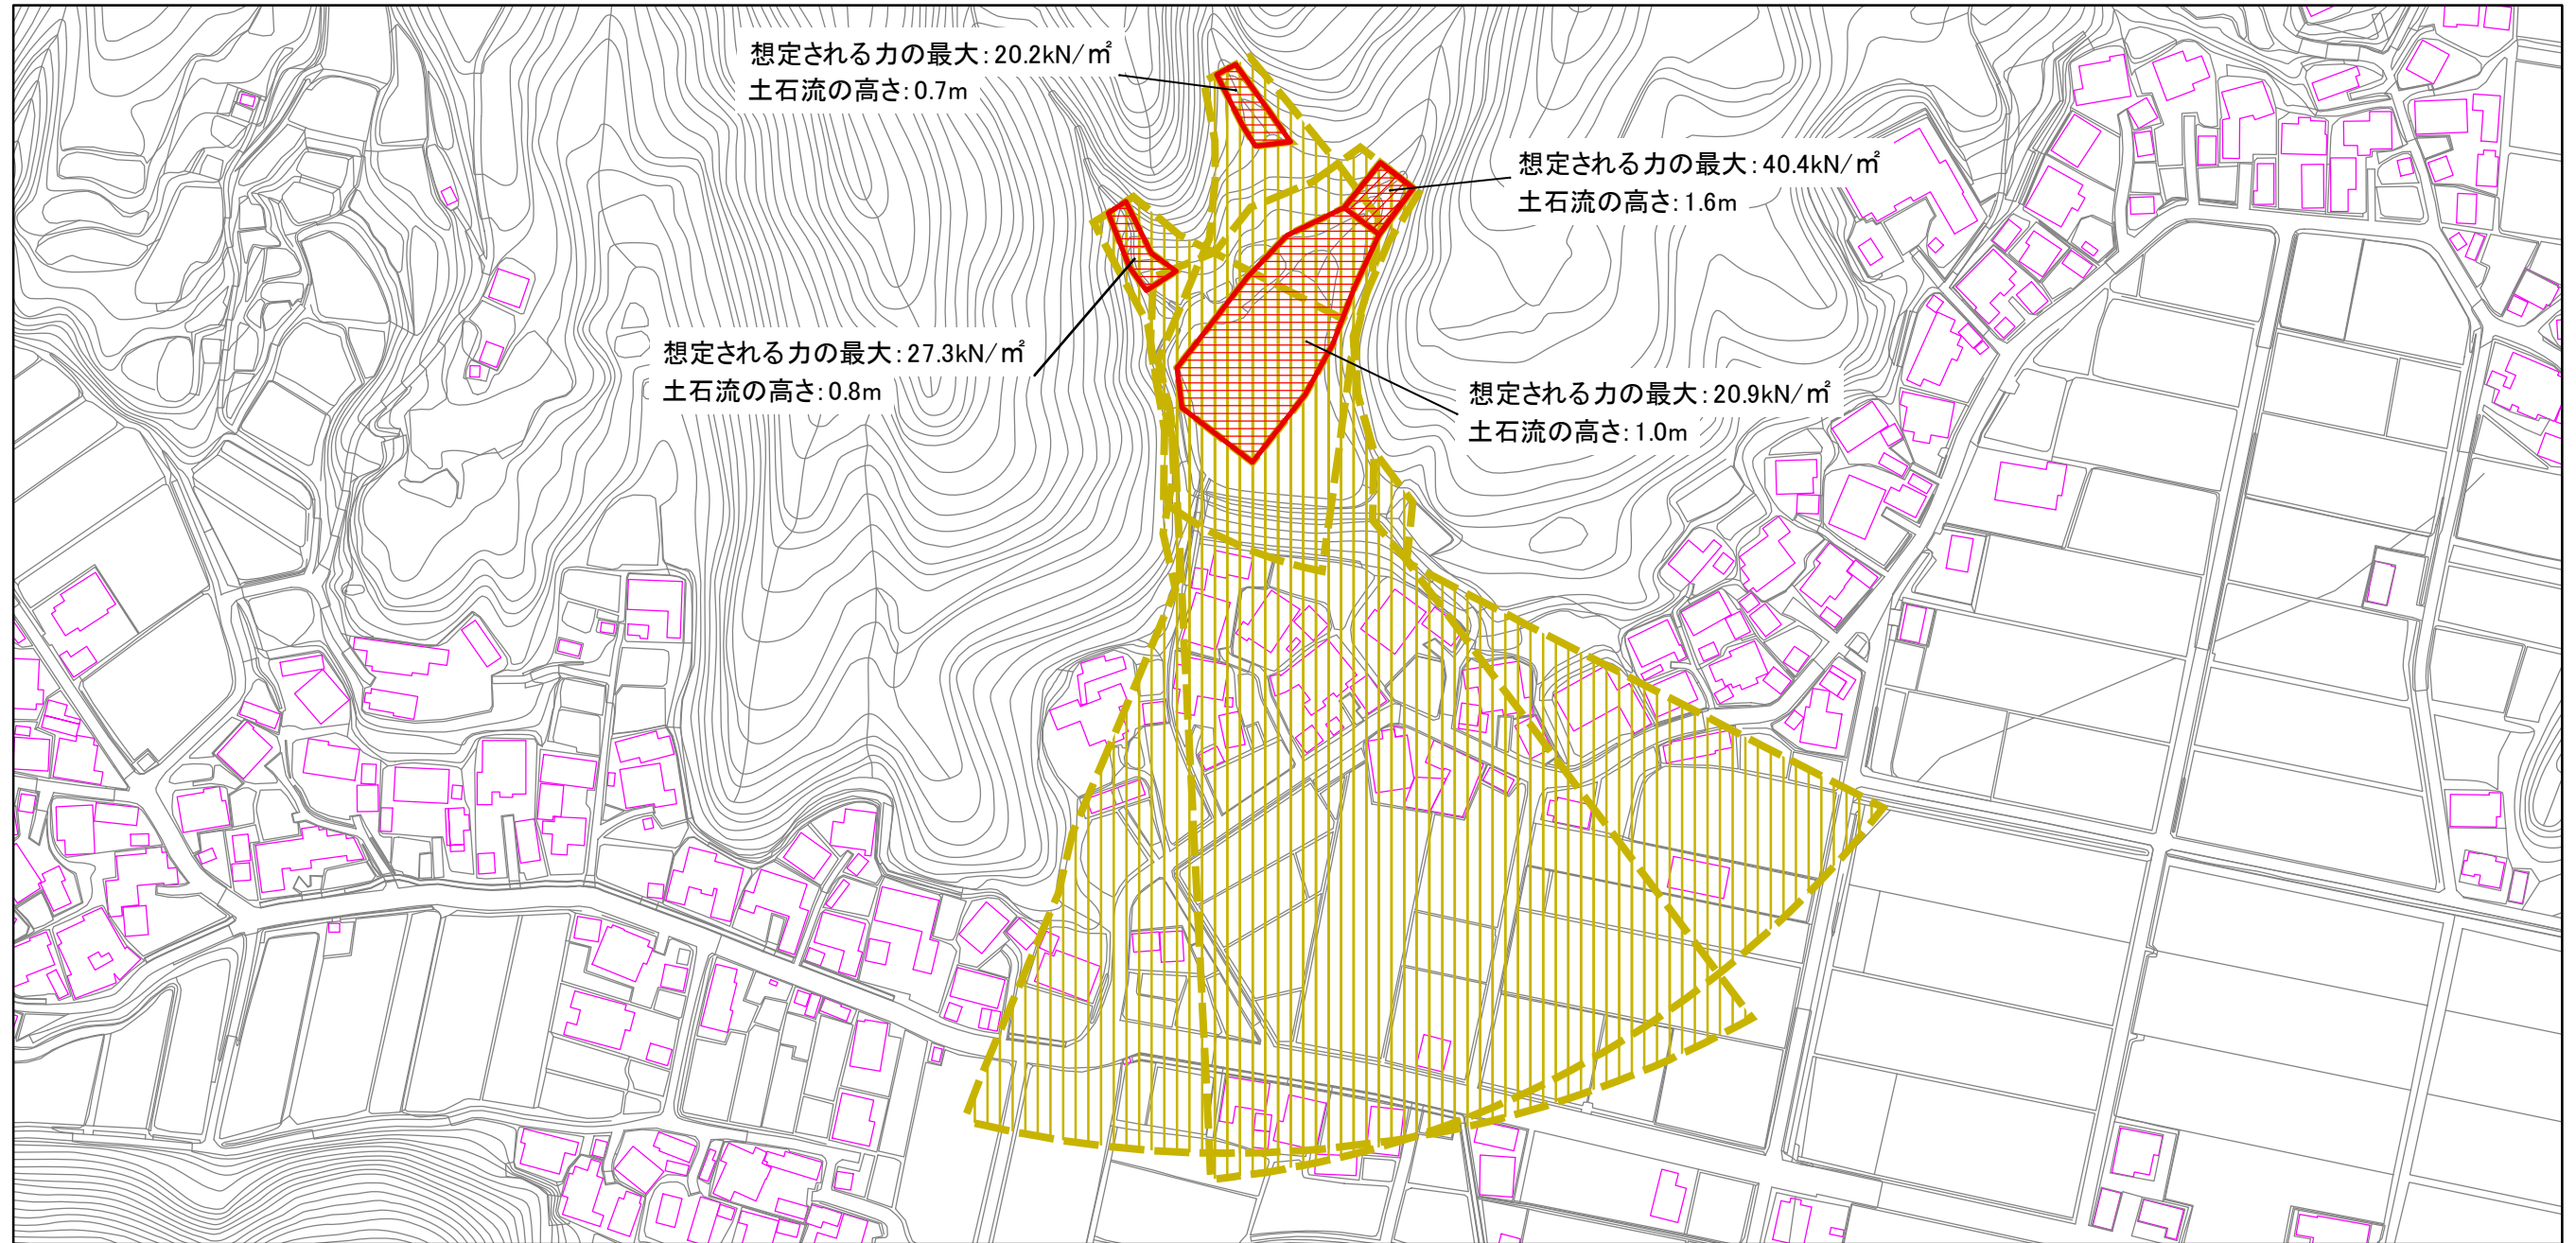 想定される力の最大：20.2kN/㎡
土石流の高さ：0.7m
想定される力の最大：40.4kN/㎡
土石流の高さ：1.6m
想定される力の最大：27.3kN/㎡
土石流の高さ：0.8m
想定される力の最大：20.9kN/㎡
土石流の高さ：1.0m